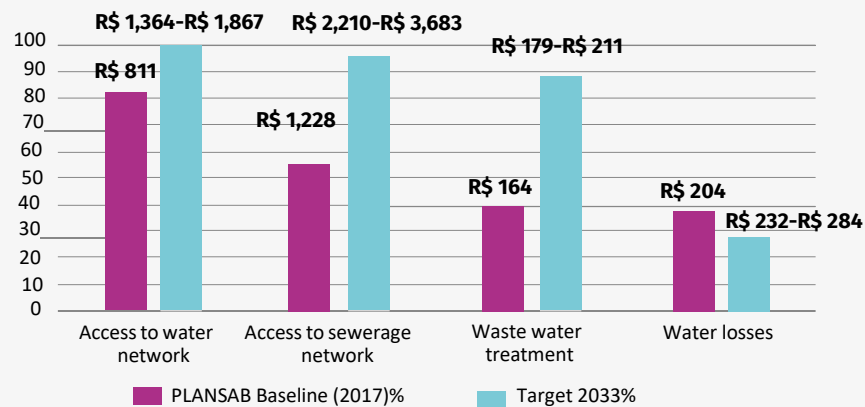 R$ 1,364-R$ 1,867
R$ 2,210-R$ 3,683
R$ 179-R$ 211
R$ 811
R$ 1,228
R$ 164
R$ 204
R$ 232-R$ 284
100
90
80
70
60
50
40
30
20
10
0
Access to water
network
Access to sewerage
network
Waste water
treatment
Water losses
PLANSAB Baseline (2017)%
Target 2033%